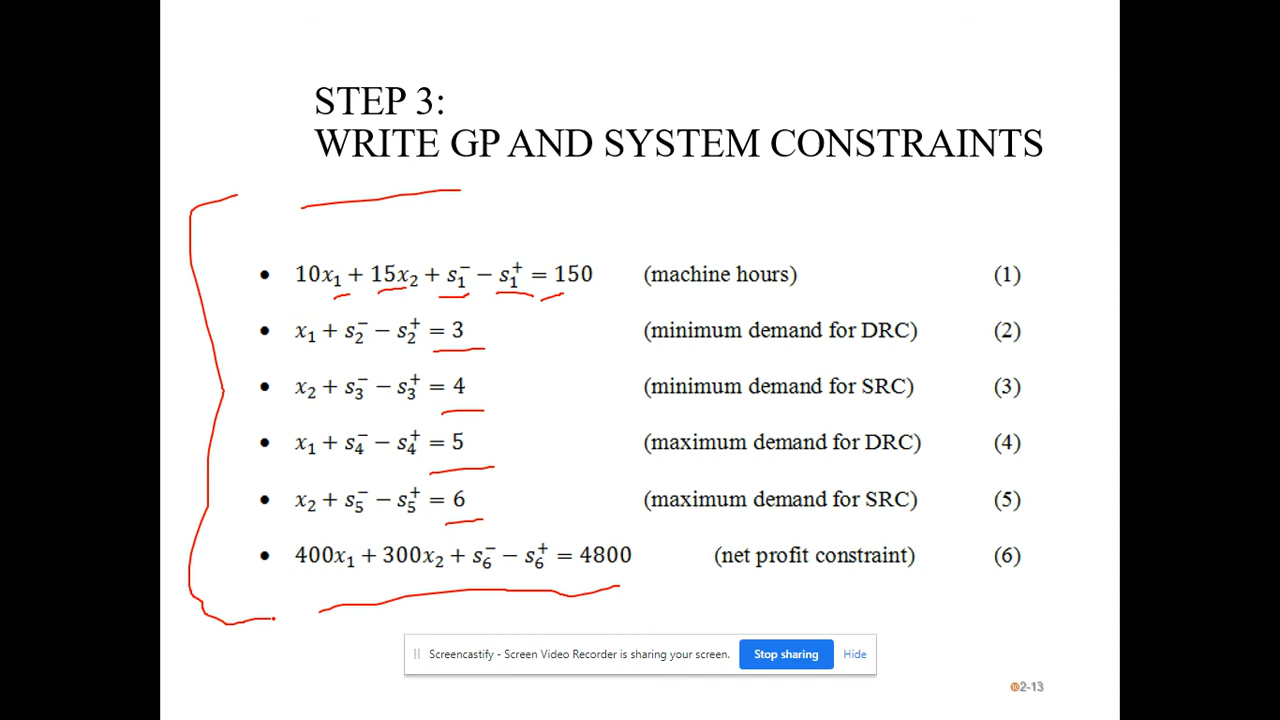 STEP 3:
WRITE GP AND SYSTEM CONSTRAINTS
• 10x₁ + 15x₂ + s₁⁻ − s₁⁺ = 150 (machine hours) (1)
• x₁ + s₂⁻ − s₂⁺ = 3 (minimum demand for DRC) (2)
• x₂ + s₃⁻ − s₃⁺ = 4 (minimum demand for SRC) (3)
• x₁ + s₄⁻ − s₄⁺ = 5 (maximum demand for DRC) (4)
• x₂ + s₅⁻ − s₅⁺ = 6 (maximum demand for SRC) (5)
• 400x₁ + 300x₂ + s₆⁻ − s₆⁺ = 4800 (net profit constraint) (6)
Screencastify - Screen Video Recorder is sharing your screen. Stop sharing Hide
2-13